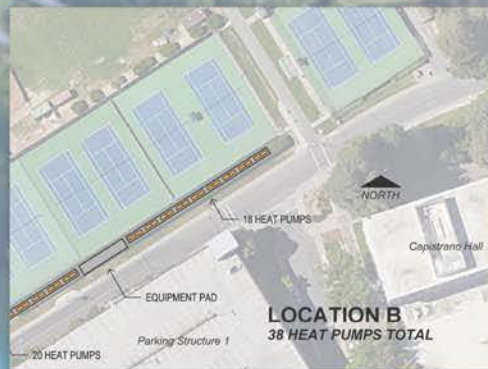 NORTH
18 HEAT PUMPS
Capistrano Hall
EQUIPMENT PAD
LOCATION B
38 HEAT PUMPS TOTAL
Parking Structure 1
20 HEAT PUMPS